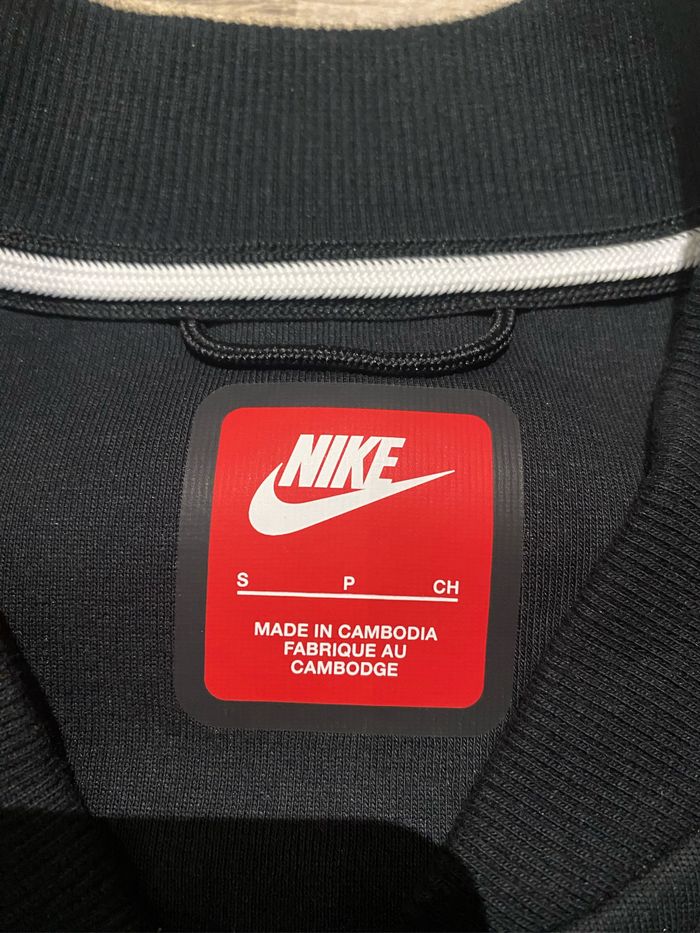 NIKE
S P CH
MADE IN CAMBODIA
FABRIQUE AU
CAMBODGE